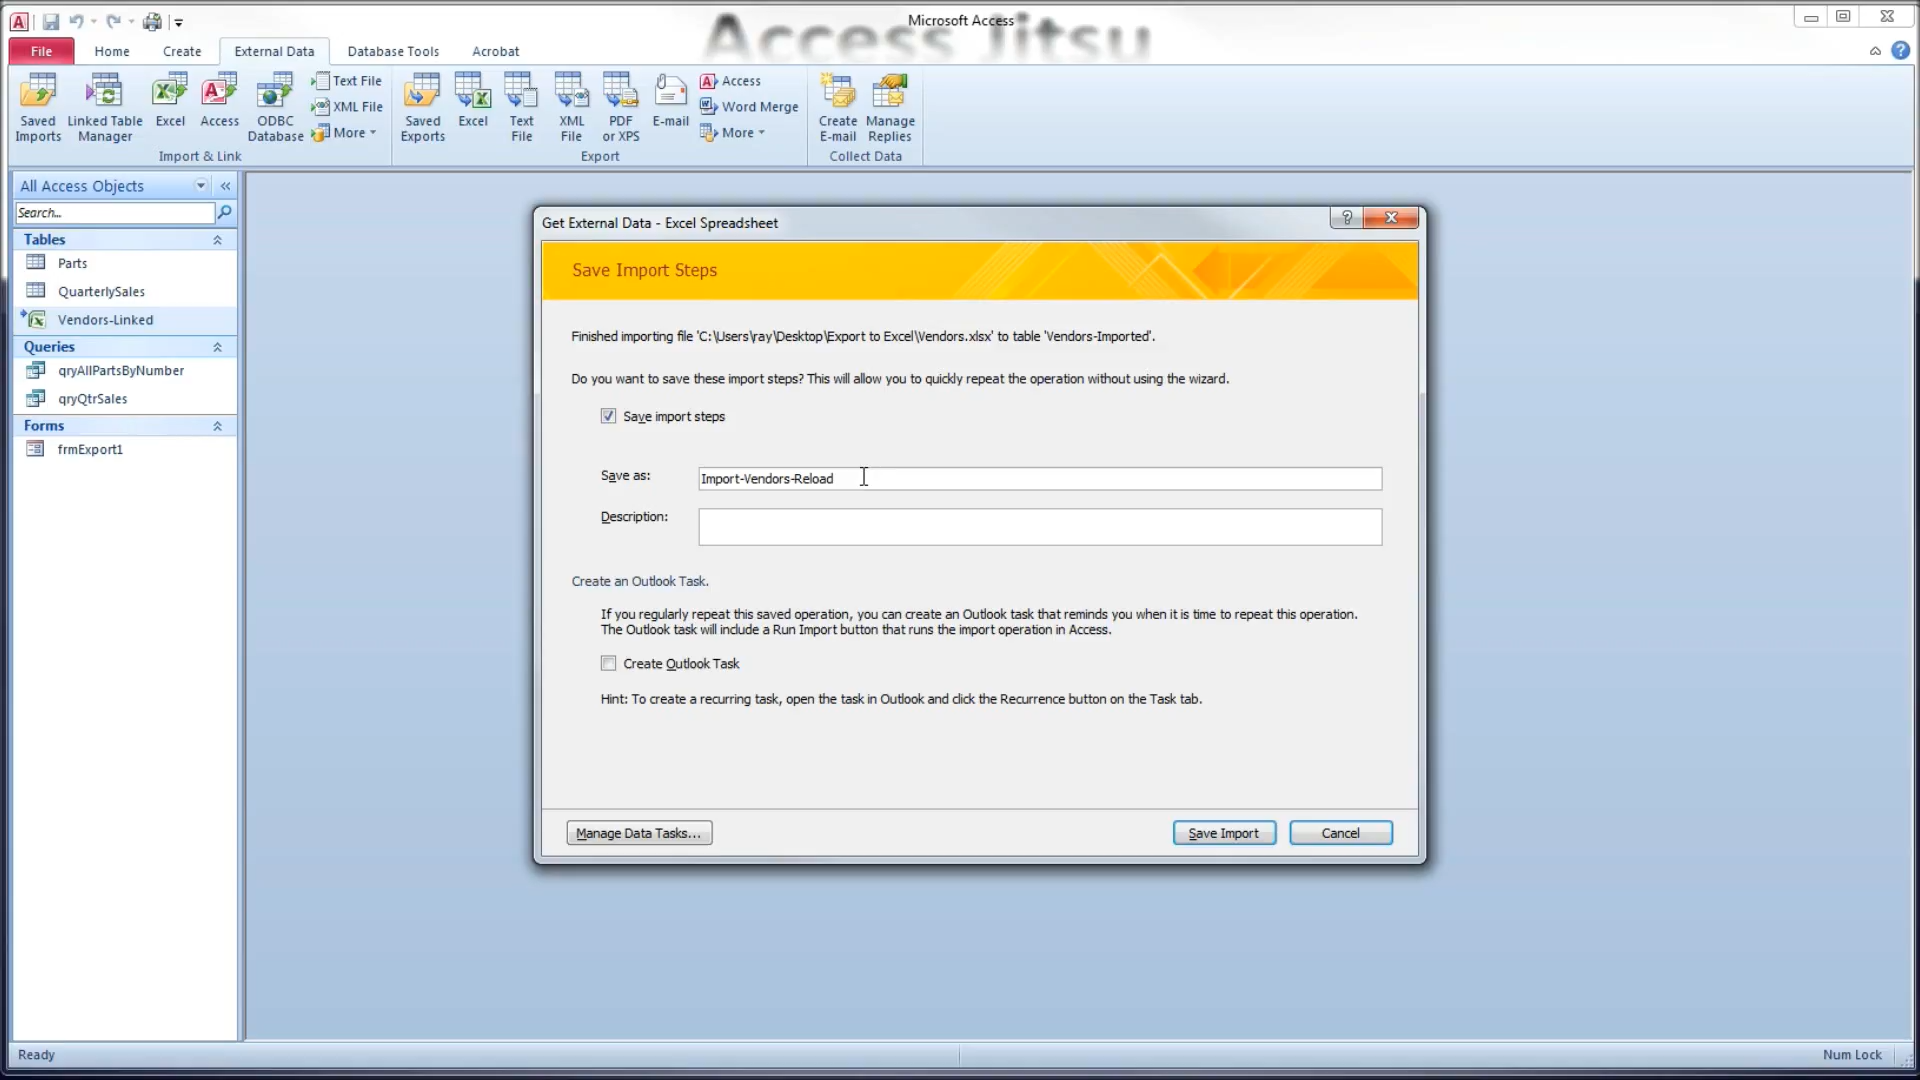 Microsoft Access
Access Jitsu
File Home Create External Data Database Tools Acrobat
Saved Imports
Linked Table Manager
Excel
Access
ODBC Database
Text File
XML File
More
Import & Link
Saved Exports
Excel
Text File
XML File
PDF or XPS
E-mail
Access
Word Merge
More
Export
Create E-mail
Manage Replies
Collect Data
All Access Objects
Search...
Tables
Parts
QuarterlySales
Vendors-Linked
Queries
qryAllPartsByNumber
qryQtrSales
Forms
frmExport1
Get External Data - Excel Spreadsheet
Save Import Steps
Finished importing file 'C:\Users\ray\Desktop\Export to Excel\Vendors.xlsx' to table 'Vendors-Imported'.
Do you want to save these import steps? This will allow you to quickly repeat the operation without using the wizard.
Save import steps
Save as: Import-Vendors-Reload
Description:
Create an Outlook Task.
If you regularly repeat this saved operation, you can create an Outlook task that reminds you when it is time to repeat this operation.
The Outlook task will include a Run Import button that runs the import operation in Access.
Create Outlook Task
Hint: To create a recurring task, open the task in Outlook and click the Recurrence button on the Task tab.
Manage Data Tasks... Save Import Cancel
Ready Num Lock